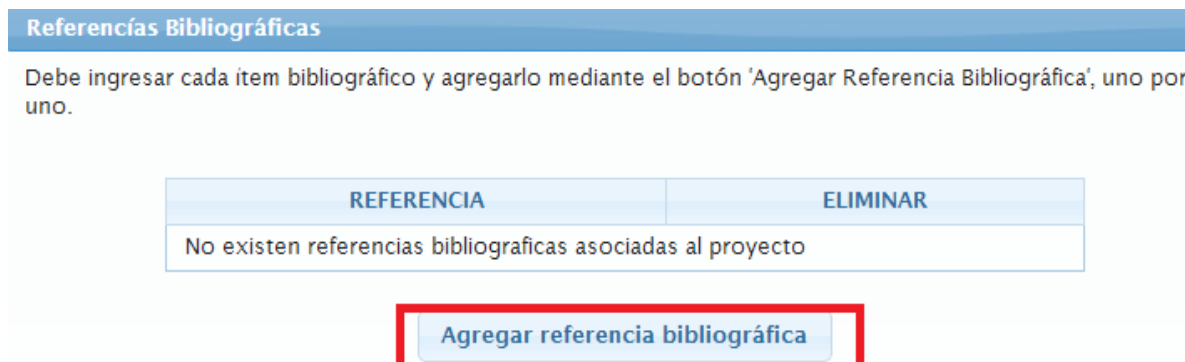 Referencías Bibliográficas
Debe ingresar cada ítem bibliográfico y agregarlo mediante el botón 'Agregar Referencia Bibliográfica', uno por
uno.
REFERENCIA ELIMINAR
No existen referencias bibliograficas asociadas al proyecto
Agregar referencia bibliográfica